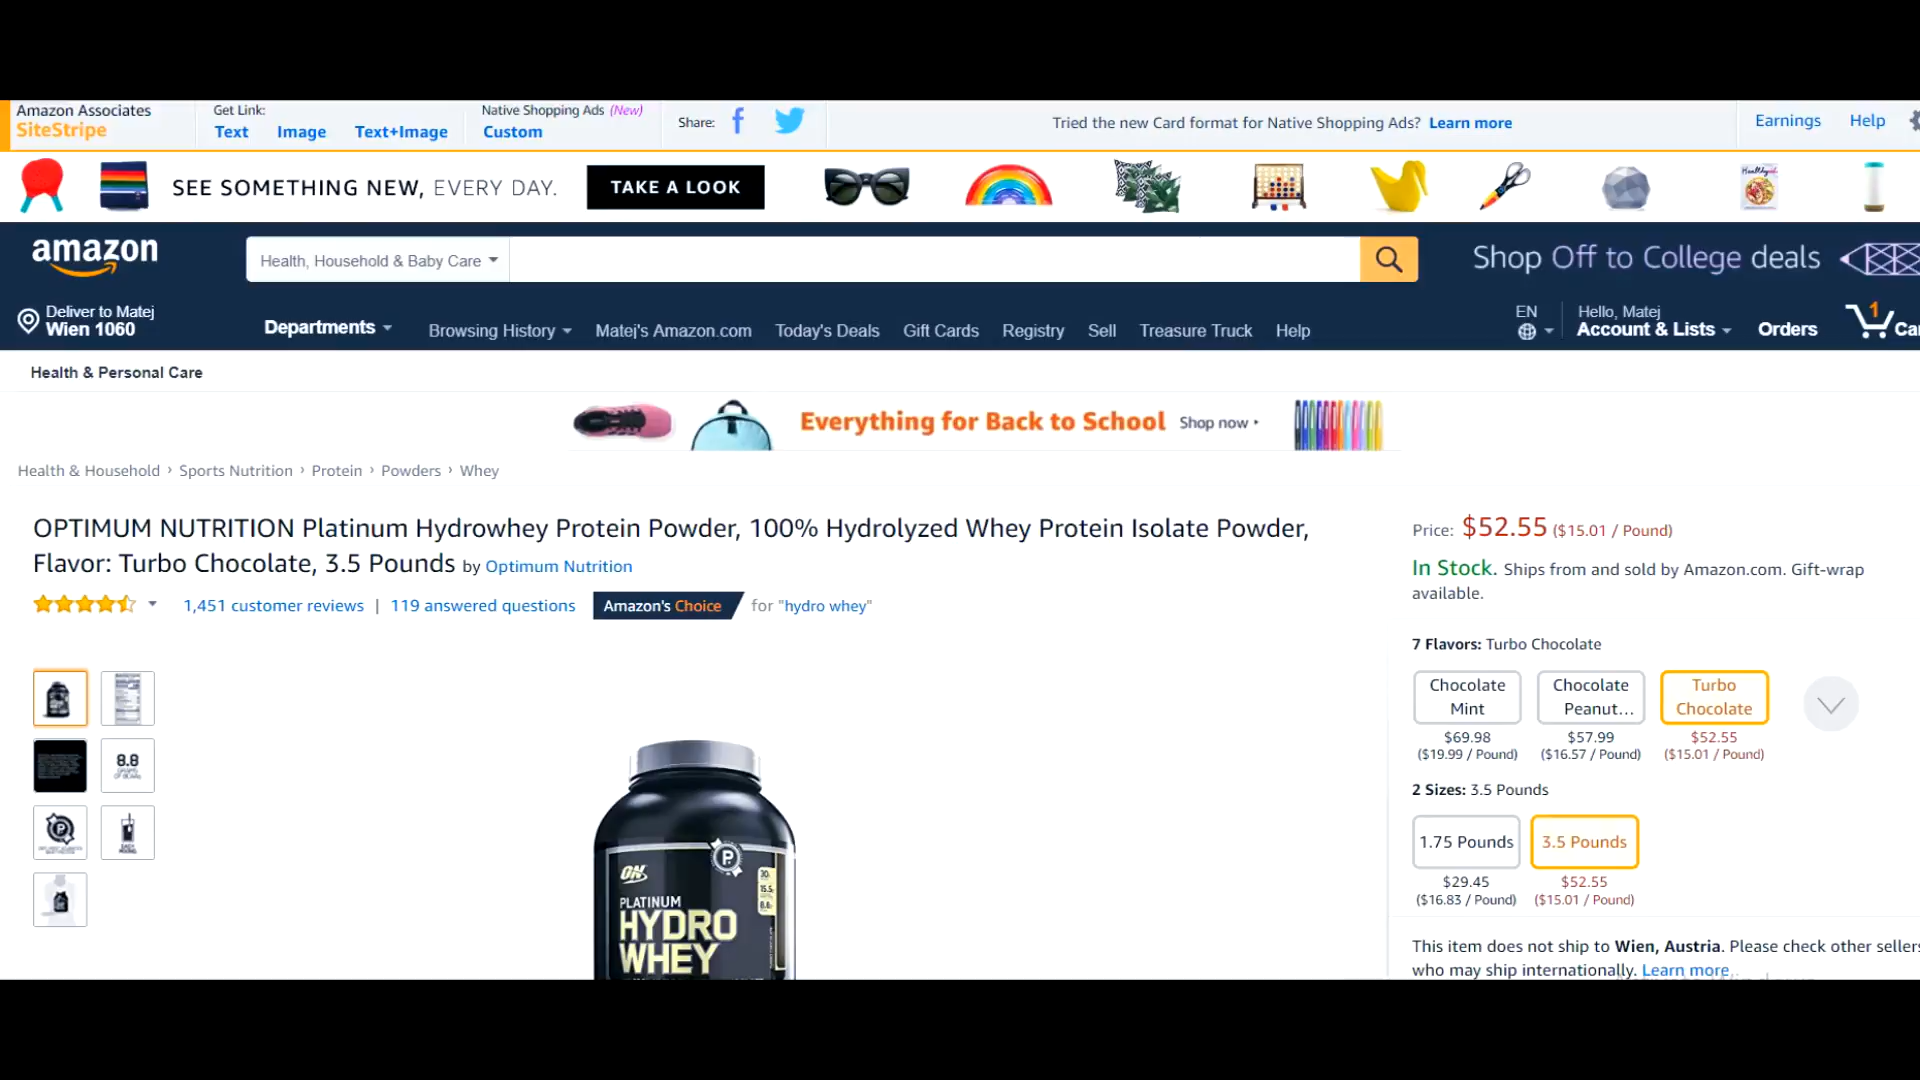 Amazon Associates
SiteStripe
Get Link:
Text Image Text+Image
Native Shopping Ads (New)
Custom
Share:
Tried the new Card format for Native Shopping Ads? Learn more
Earnings Help
SEE SOMETHING NEW, EVERY DAY. TAKE A LOOK
amazon
Health, Household & Baby Care
Shop Off to College deals
Deliver to Matej
Wien 1060
Departments Browsing History Matej's Amazon.com Today's Deals Gift Cards Registry Sell Treasure Truck Help
EN
Hello, Matej
Account & Lists
Orders
1
Health & Personal Care
Everything for Back to School Shop now
Health & Household › Sports Nutrition › Protein › Powders › Whey
OPTIMUM NUTRITION Platinum Hydrowhey Protein Powder, 100% Hydrolyzed Whey Protein Isolate Powder,
Flavor: Turbo Chocolate, 3.5 Pounds by Optimum Nutrition
1,451 customer reviews | 119 answered questions Amazon's Choice for "hydro whey"
8.8
ON
PLATINUM
HYDRO
WHEY
Price: $52.55 ($15.01 / Pound)
In Stock. Ships from and sold by Amazon.com. Gift-wrap
available.
7 Flavors: Turbo Chocolate
Chocolate
Mint
$69.98
($19.99 / Pound)
Chocolate
Peanut...
$57.99
($16.57 / Pound)
Turbo
Chocolate
$52.55
($15.01 / Pound)
2 Sizes: 3.5 Pounds
1.75 Pounds
$29.45
($16.83 / Pound)
3.5 Pounds
$52.55
($15.01 / Pound)
This item does not ship to Wien, Austria. Please check other sellers
who may ship internationally. Learn more